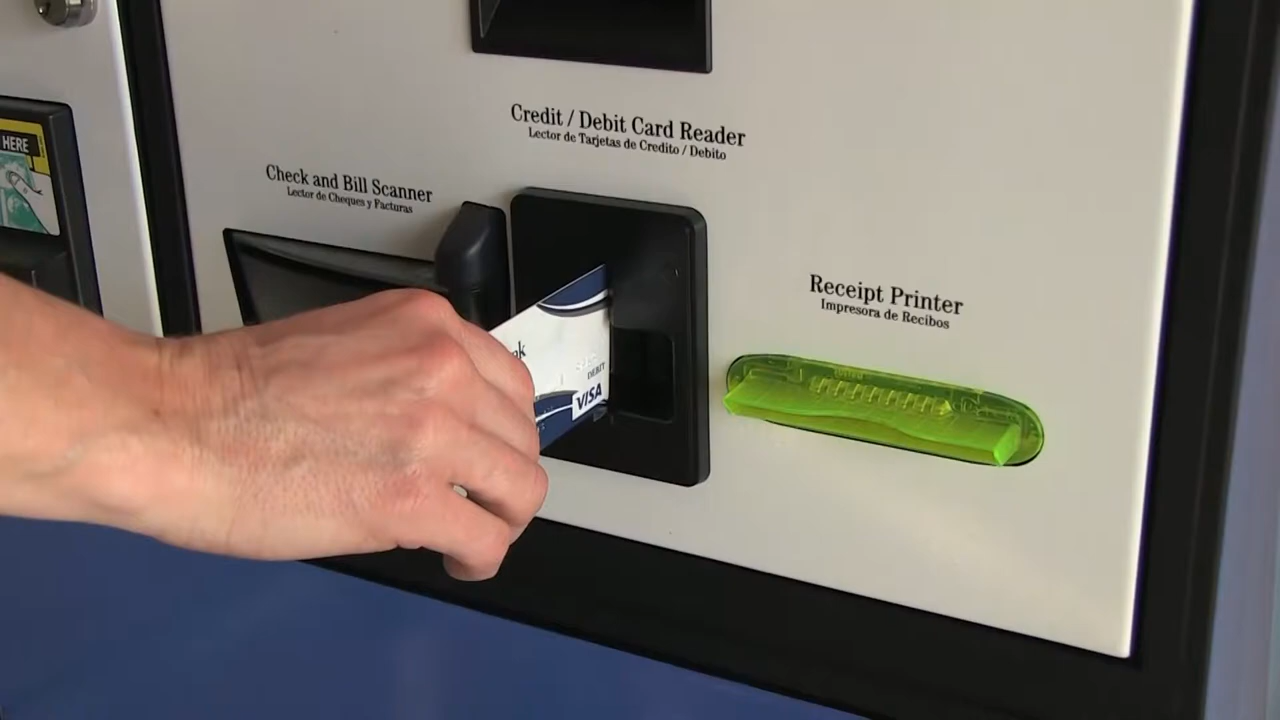 HERE
Credit / Debit Card Reader
Lector de Tarjetas de Credito / Debito
Check and Bill Scanner
Lector de Cheques y Facturas
Receipt Printer
Impresora de Recibos
DEBIT
VISA